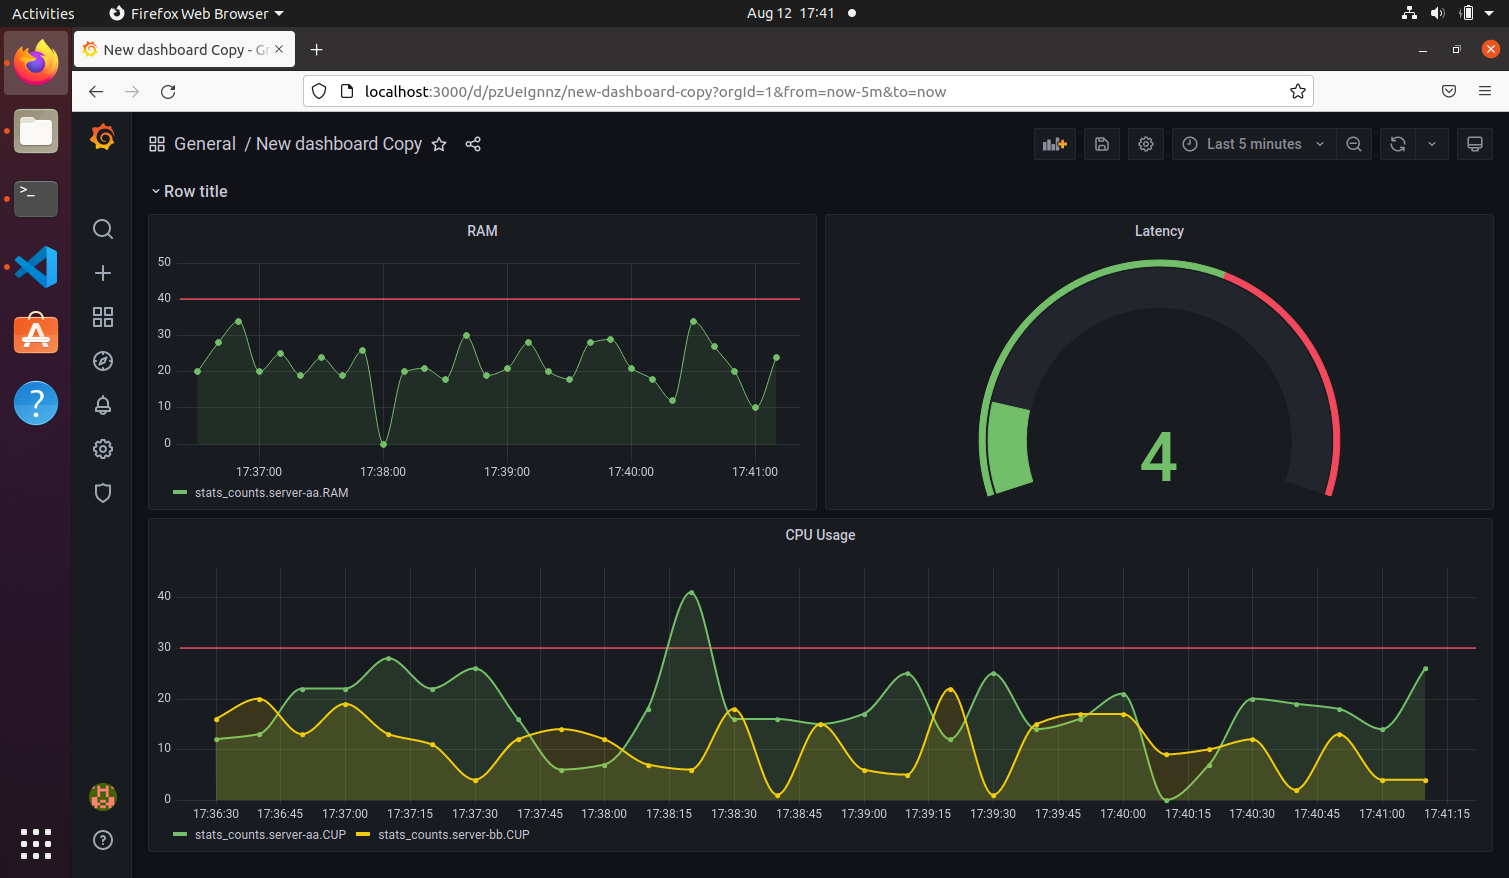 Activities
Firefox Web Browser
Aug 12 17:41
New dashboard Copy - Gr
localhost:3000/d/pzUeIgnnz/new-dashboard-copy?orgId=1&from=now-5m&to=now
General / New dashboard Copy
Last 5 minutes
Row title
RAM
50
40
30
20
10
0
17:37:00 17:38:00 17:39:00 17:40:00 17:41:00
stats_counts.server-aa.RAM
Latency
4
CPU Usage
40
30
20
10
0
17:36:30 17:36:45 17:37:00 17:37:15 17:37:30 17:37:45 17:38:00 17:38:15 17:38:30 17:38:45 17:39:00 17:39:15 17:39:30 17:39:45 17:40:00 17:40:15 17:40:30 17:40:45 17:41:00 17:41:15
stats_counts.server-aa.CUP stats_counts.server-bb.CUP